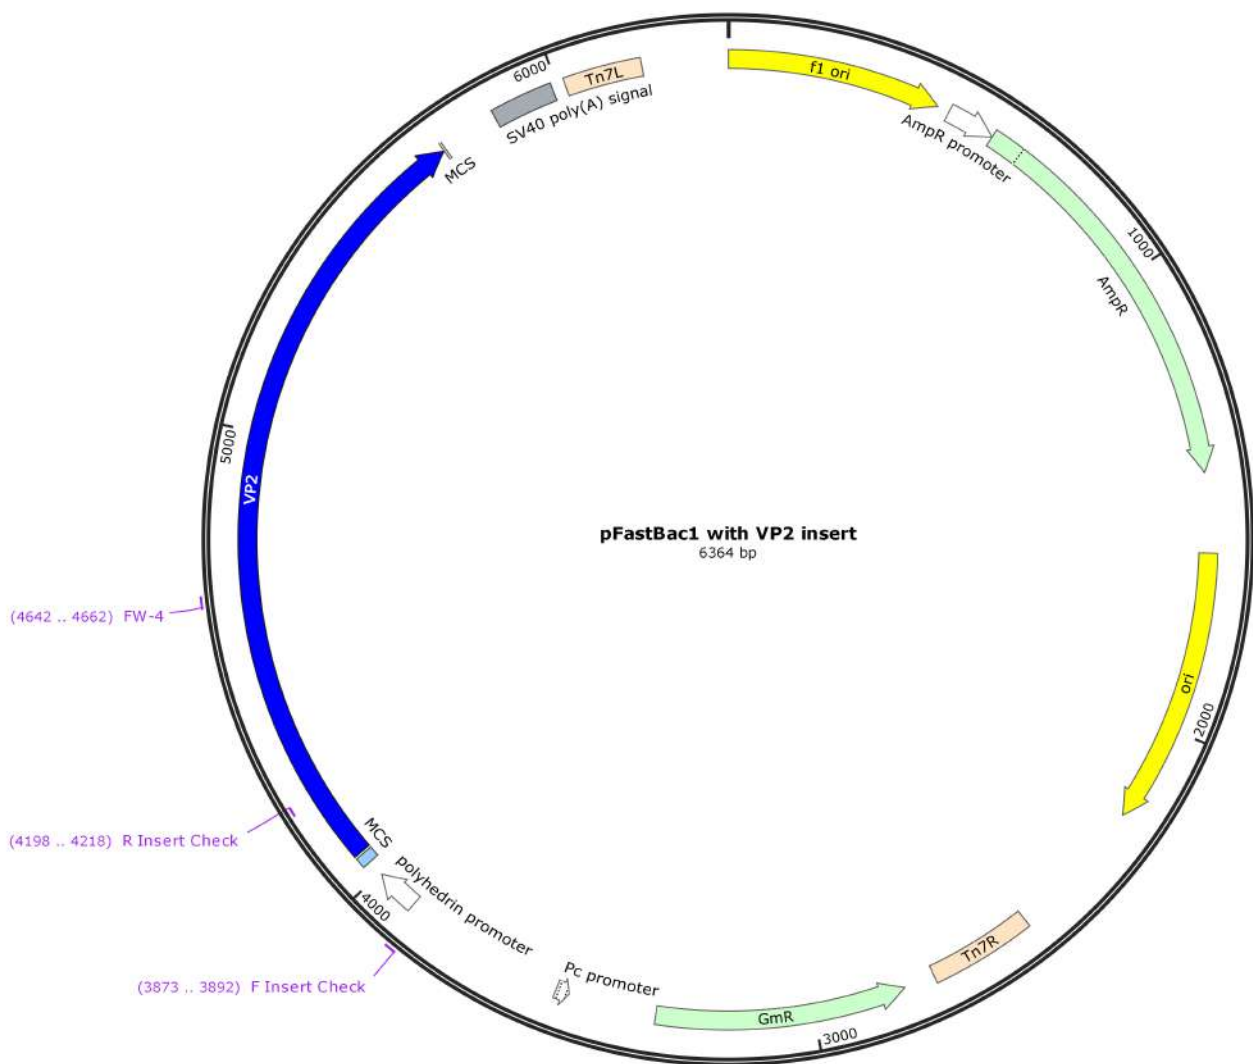 6000
Tn7L
SV40 poly(A) signal
MCS
f1 ori
AmpR promoter
1000
AmpR
5000
VP2
pFastBac1 with VP2 insert
6364 bp
(4642 .. 4662) FW-4
ori
2000
(4198 .. 4218) R Insert Check
MCS
polyhedrin promoter
4000
(3873 .. 3892) F Insert Check
Pc promoter
Tn7R
GmR
3000